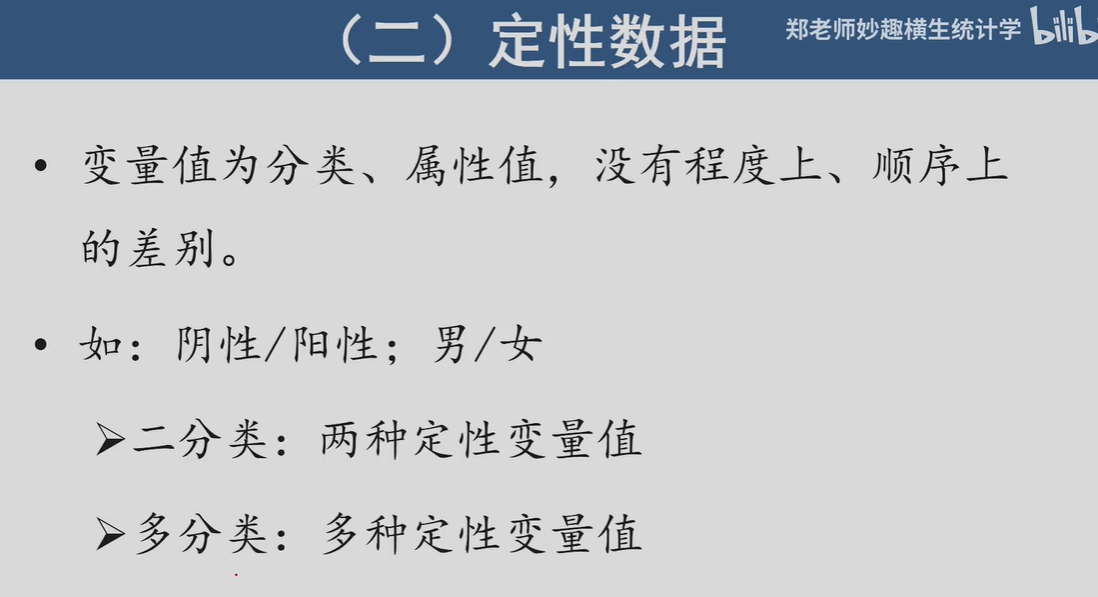 （二）定性数据
郑老师妙趣横生统计学 bilib
• 变量值为分类、属性值，没有程度上、顺序上
的差别。
• 如：阴性/阳性；男/女
➢二分类：两种定性变量值
➢多分类：多种定性变量值